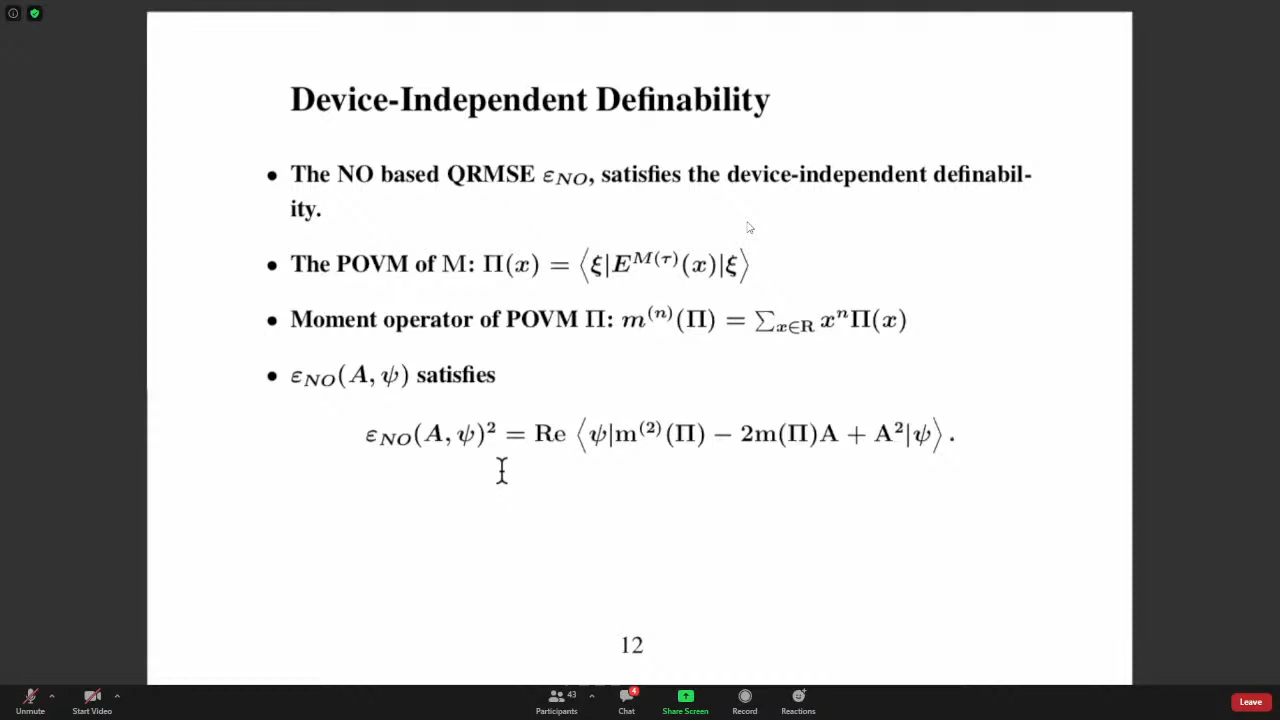 Device-Independent Definability
• The NO based QRMSE ε_NO, satisfies the device-independent definabil-
ity.
• The POVM of M: Π(x) = ⟨ξ|E^{M(τ)}(x)|ξ⟩
• Moment operator of POVM Π: m^{(n)}(Π) = ∑_{x∈R} x^n Π(x)
• ε_NO(A, ψ) satisfies
ε_NO(A, ψ)² = Re ⟨ψ|m^{(2)}(Π) − 2m(Π)A + A²|ψ⟩.
12
43
4
Unmute
Start Video
Participants
Chat
Share Screen
Record
Reactions
Leave